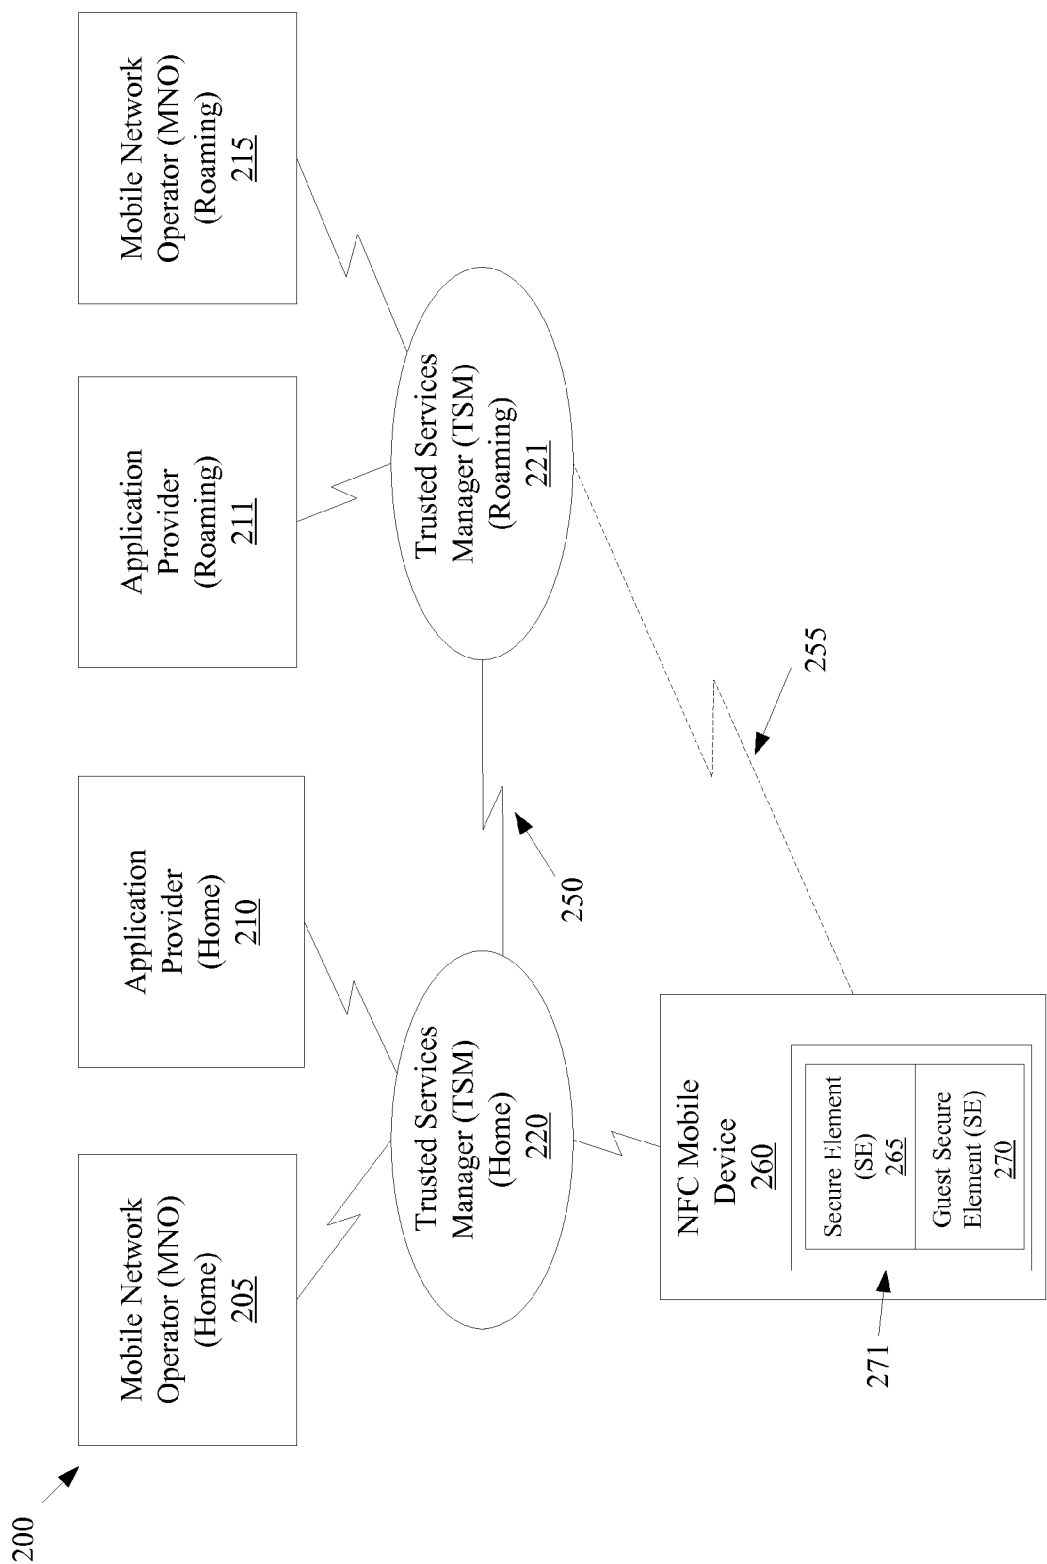 200
Mobile Network
Operator (MNO)
(Home)
205
Application
Provider
(Home)
210
Application
Provider
(Roaming)
211
Mobile Network
Operator (MNO)
(Roaming)
215
Trusted Services
Manager (TSM)
(Home)
220
Trusted Services
Manager (TSM)
(Roaming)
221
250
255
NFC Mobile
Device
260
Secure Element
(SE)
265
Guest Secure
Element (SE)
270
271